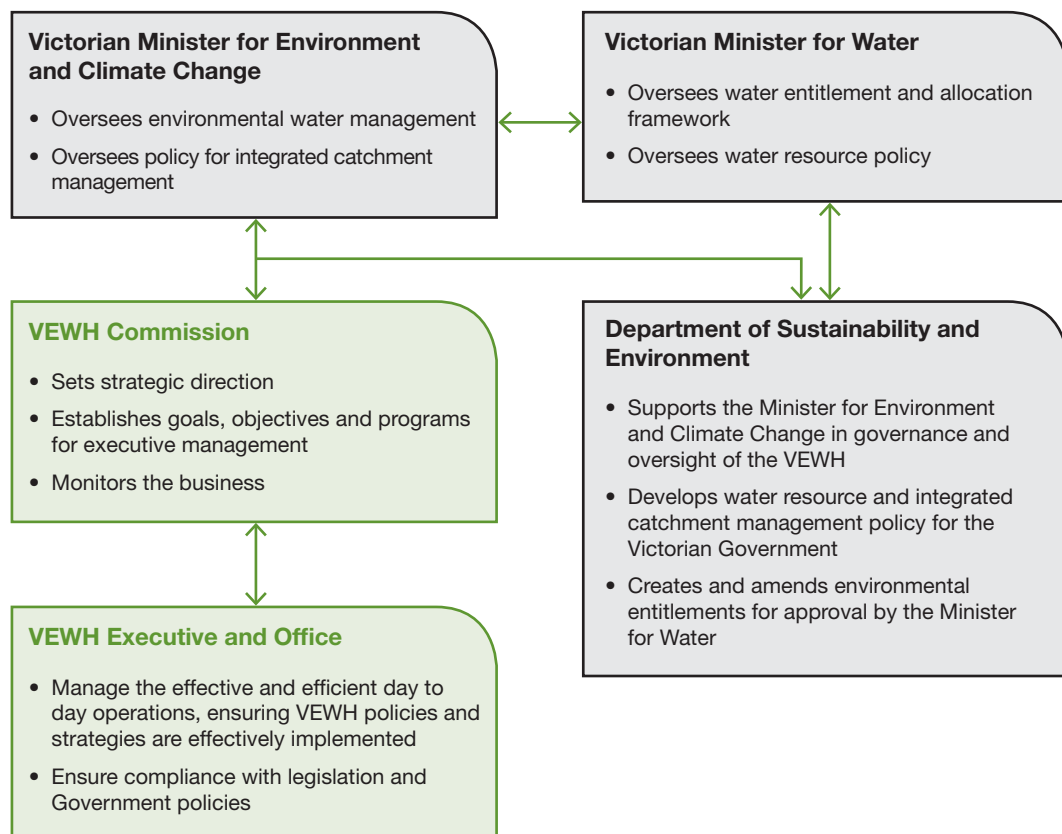 Victorian Minister for Environment
and Climate Change
• Oversees environmental water management
• Oversees policy for integrated catchment
management
Victorian Minister for Water
• Oversees water entitlement and allocation
framework
• Oversees water resource policy
VEWH Commission
• Sets strategic direction
• Establishes goals, objectives and programs
for executive management
• Monitors the business
Department of Sustainability and
Environment
• Supports the Minister for Environment
and Climate Change in governance and
oversight of the VEWH
• Develops water resource and integrated
catchment management policy for the
Victorian Government
• Creates and amends environmental
entitlements for approval by the Minister
for Water
VEWH Executive and Office
• Manage the effective and efficient day to
day operations, ensuring VEWH policies and
strategies are effectively implemented
• Ensure compliance with legislation and
Government policies